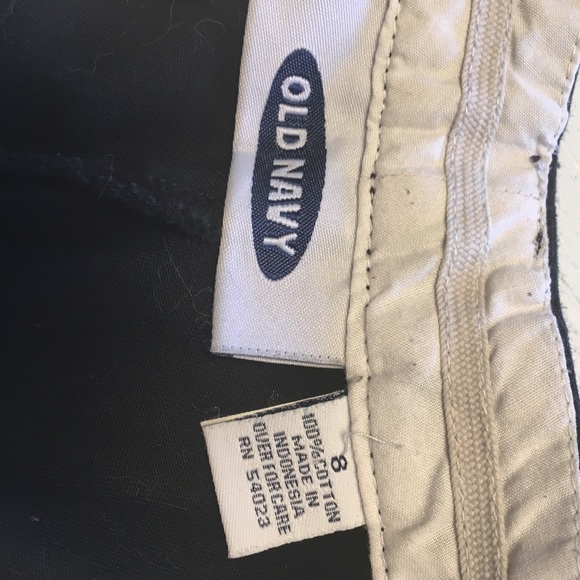 OLD NAVY
8
100% COTTON
MADE IN
INDONESIA
OVER FOR CARE
RN 54023